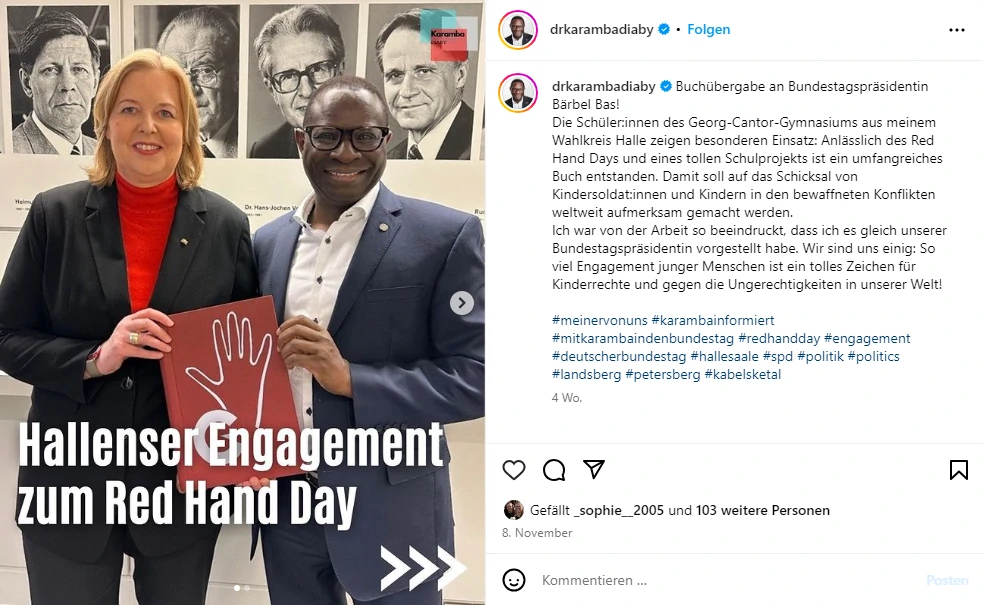 Karamba
DIABY
Helmu
Dr. Hans-Jochen V
Ru
Hallenser Engagement
zum Red Hand Day
drkarambadiaby • Folgen
drkarambadiaby Buchübergabe an Bundestagspräsidentin
Bärbel Bas!
Die Schüler:innen des Georg-Cantor-Gymnasiums aus meinem
Wahlkreis Halle zeigen besonderen Einsatz: Anlässlich des Red
Hand Days und eines tollen Schulprojekts ist ein umfangreiches
Buch entstanden. Damit soll auf das Schicksal von
Kindersoldat:innen und Kindern in den bewaffneten Konflikten
weltweit aufmerksam gemacht werden.
Ich war von der Arbeit so beeindruckt, dass ich es gleich unserer
Bundestagspräsidentin vorgestellt habe. Wir sind uns einig: So
viel Engagement junger Menschen ist ein tolles Zeichen für
Kinderrechte und gegen die Ungerechtigkeiten in unserer Welt!
#meinervonuns #karambainformiert
#mitkarambaindenbundestag #redhandday #engagement
#deutscherbundestag #hallesaale #spd #politik #politics
#landsberg #petersberg #kabelsketal
4 Wo.
Gefällt _sophie__2005 und 103 weitere Personen
8. November
Kommentieren ...
Posten